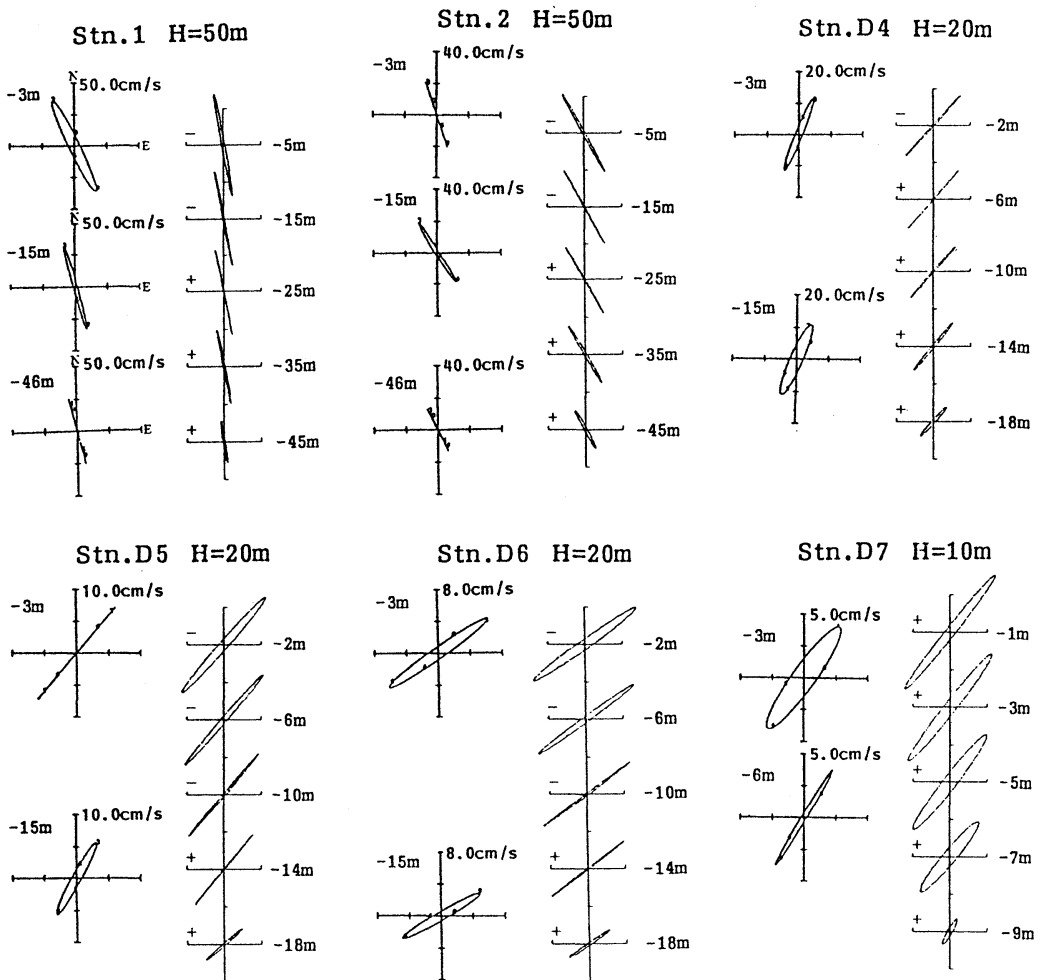 Stn.1 H=50m
N
50.0cm/s
-3m
E
-
-5m
N
50.0cm/s
-15m
E
-
-15m
+
-25m
N
50.0cm/s
-46m
E
+
-35m
+
-45m
Stn.2 H=50m
40.0cm/s
-3m
-
-5m
40.0cm/s
-15m
-
-15m
+
-25m
40.0cm/s
-46m
+
-35m
+
-45m
Stn.D4 H=20m
20.0cm/s
-3m
-
-2m
+
-6m
+
-10m
20.0cm/s
-15m
+
-14m
+
-18m
Stn.D5 H=20m
10.0cm/s
-3m
-
-2m
-
-6m
-
-10m
10.0cm/s
-15m
+
-14m
+
-18m
Stn.D6 H=20m
8.0cm/s
-3m
-
-2m
-
-6m
-
-10m
8.0cm/s
-15m
+
-14m
+
-18m
Stn.D7 H=10m
5.0cm/s
-3m
+
-1m
+
-3m
5.0cm/s
-6m
+
-5m
+
-7m
+
-9m